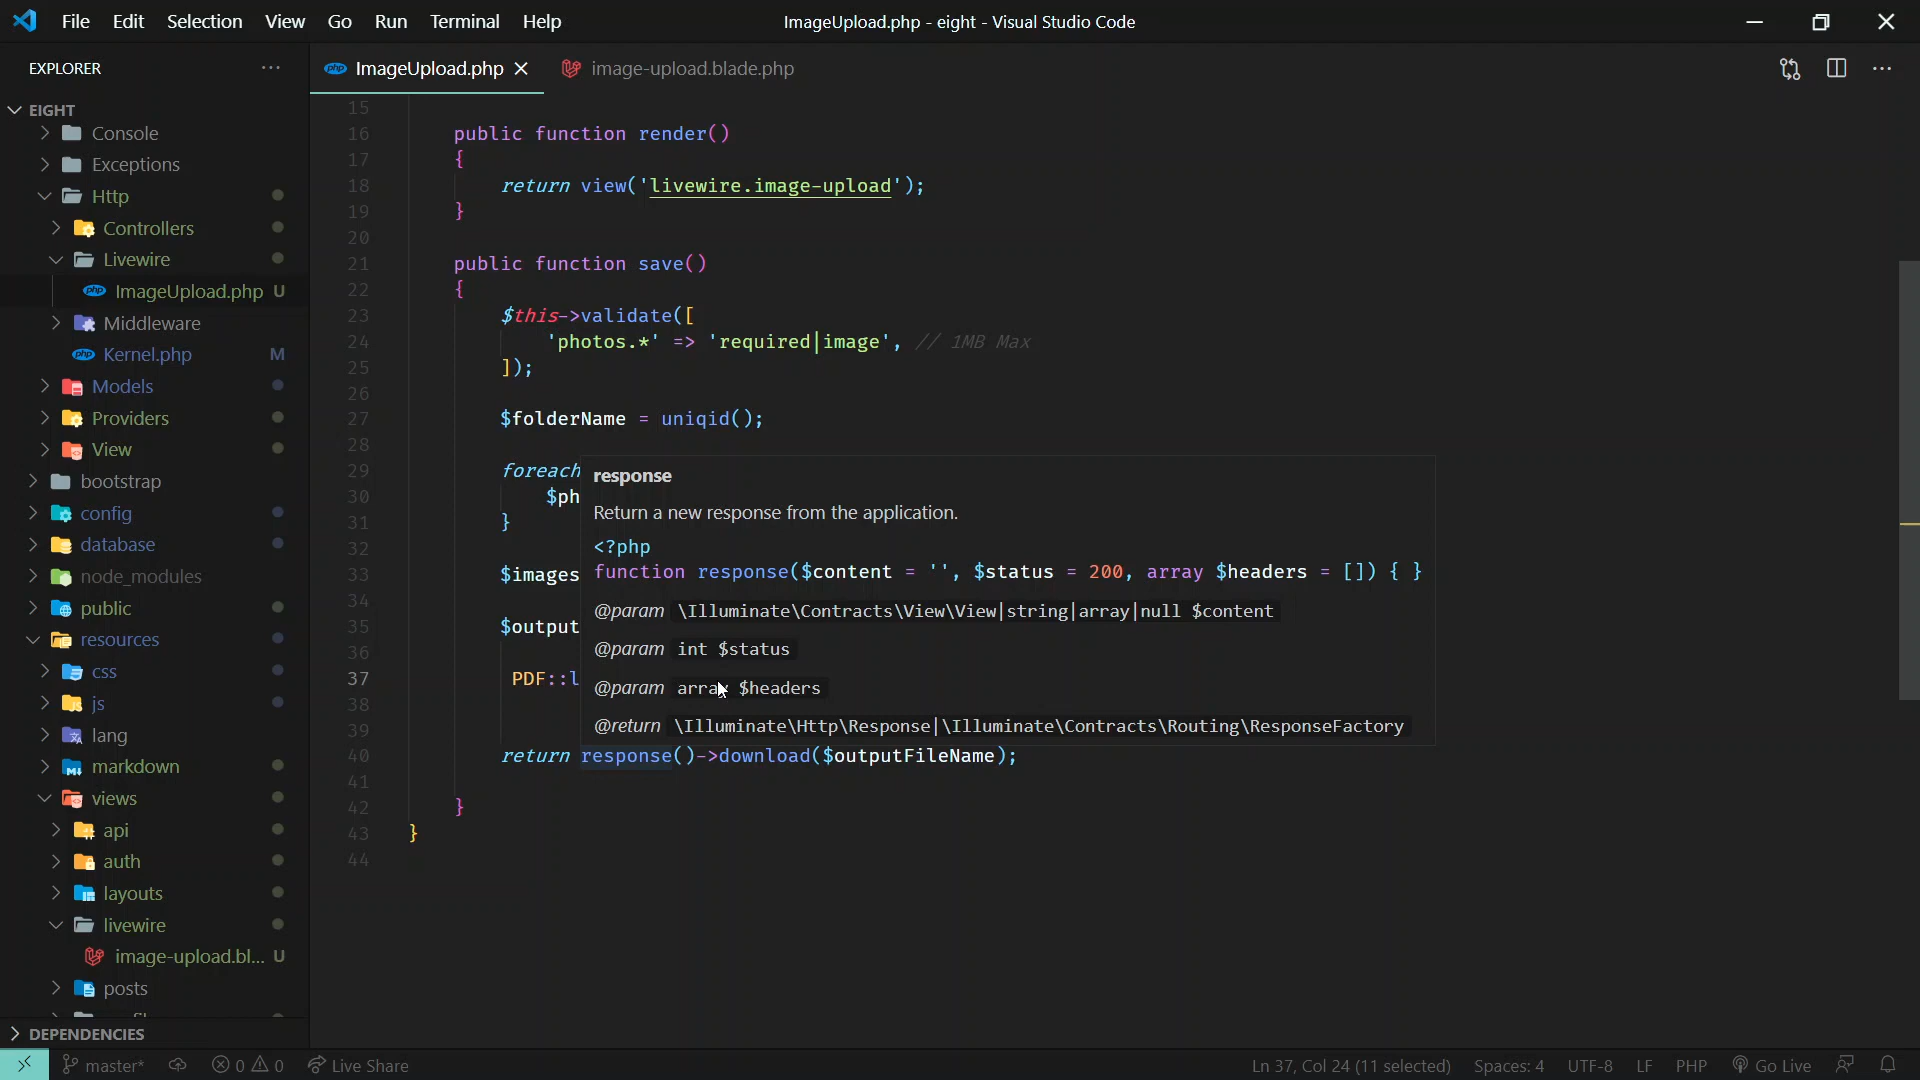 File Edit Selection View Go Run Terminal Help
ImageUpload.php - eight - Visual Studio Code
EXPLORER
EIGHT
Console
Exceptions
Http
Controllers
Livewire
ImageUpload.php U
Middleware
Kernel.php M
Models
Providers
View
bootstrap
config
database
node_modules
public
resources
css
js
lang
markdown
views
api
auth
layouts
livewire
image-upload.bl... U
posts
DEPENDENCIES
php ImageUpload.php
image-upload.blade.php
15
16 public function render()
17 {
18 return view('livewire.image-upload');
19 }
20
21 public function save()
22 {
23 $this->validate([
24 'photos.*' => 'required|image', // 1MB Max
25 ]);
26
27 $folderName = uniqid();
28
29 foreach
30 $ph
31 }
32
33 $images
34
35 $output
36
37 PDF::l
38
39
40 return response()->download($outputFileName);
41
42 }
43 }
44
response
Return a new response from the application.
<?php
function response($content = '', $status = 200, array $headers = []) { }
@param \Illuminate\Contracts\View\View|string|array|null $content
@param int $status
@param array $headers
@return \Illuminate\Http\Response|\Illuminate\Contracts\Routing\ResponseFactory
master* 0 0 Live Share
Ln 37, Col 24 (11 selected) Spaces: 4 UTF-8 LF PHP Go Live